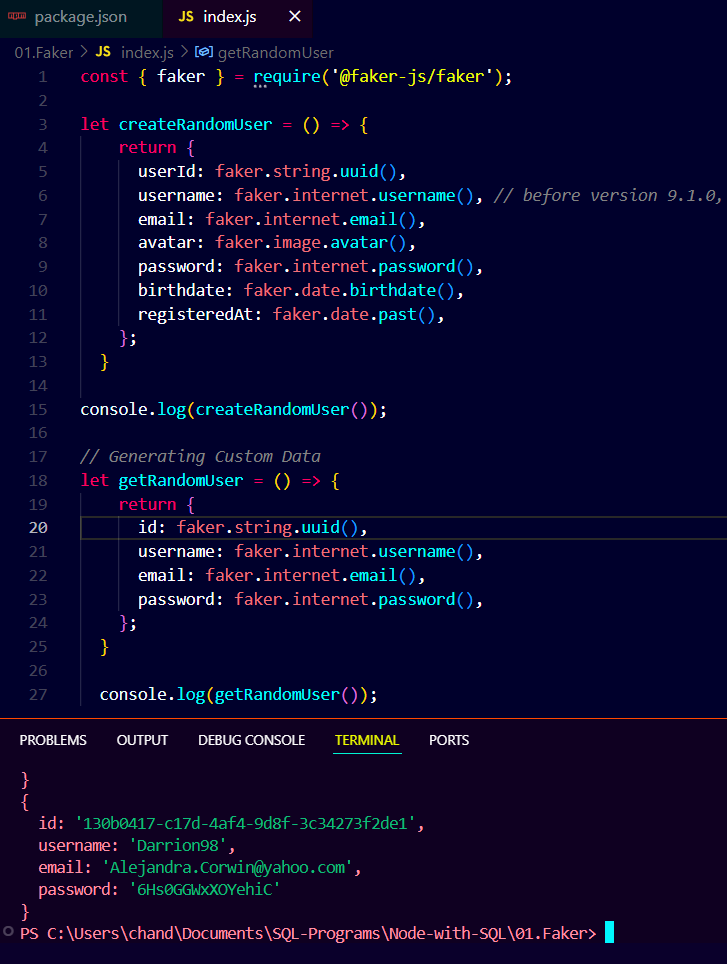 package.json JS index.js ×
01.Faker > JS index.js > getRandomUser
1 const { faker } = require('@faker-js/faker');
2
3 let createRandomUser = () => {
4 return {
5 userId: faker.string.uuid(),
6 username: faker.internet.username(), // before version 9.1.0,
7 email: faker.internet.email(),
8 avatar: faker.image.avatar(),
9 password: faker.internet.password(),
10 birthdate: faker.date.birthdate(),
11 registeredAt: faker.date.past(),
12 };
13 }
14
15 console.log(createRandomUser());
16
17 // Generating Custom Data
18 let getRandomUser = () => {
19 return {
20 id: faker.string.uuid(),
21 username: faker.internet.username(),
22 email: faker.internet.email(),
23 password: faker.internet.password(),
24 };
25 }
26
27 console.log(getRandomUser());
PROBLEMS OUTPUT DEBUG CONSOLE TERMINAL PORTS
}
{
id: '130b0417-c17d-4af4-9d8f-3c34273f2de1',
username: 'Darrion98',
email: 'Alejandra.Corwin@yahoo.com',
password: '6Hs0GGWxXOYehiC'
}
PS C:\Users\chand\Documents\SQL-Programs\Node-with-SQL\01.Faker>